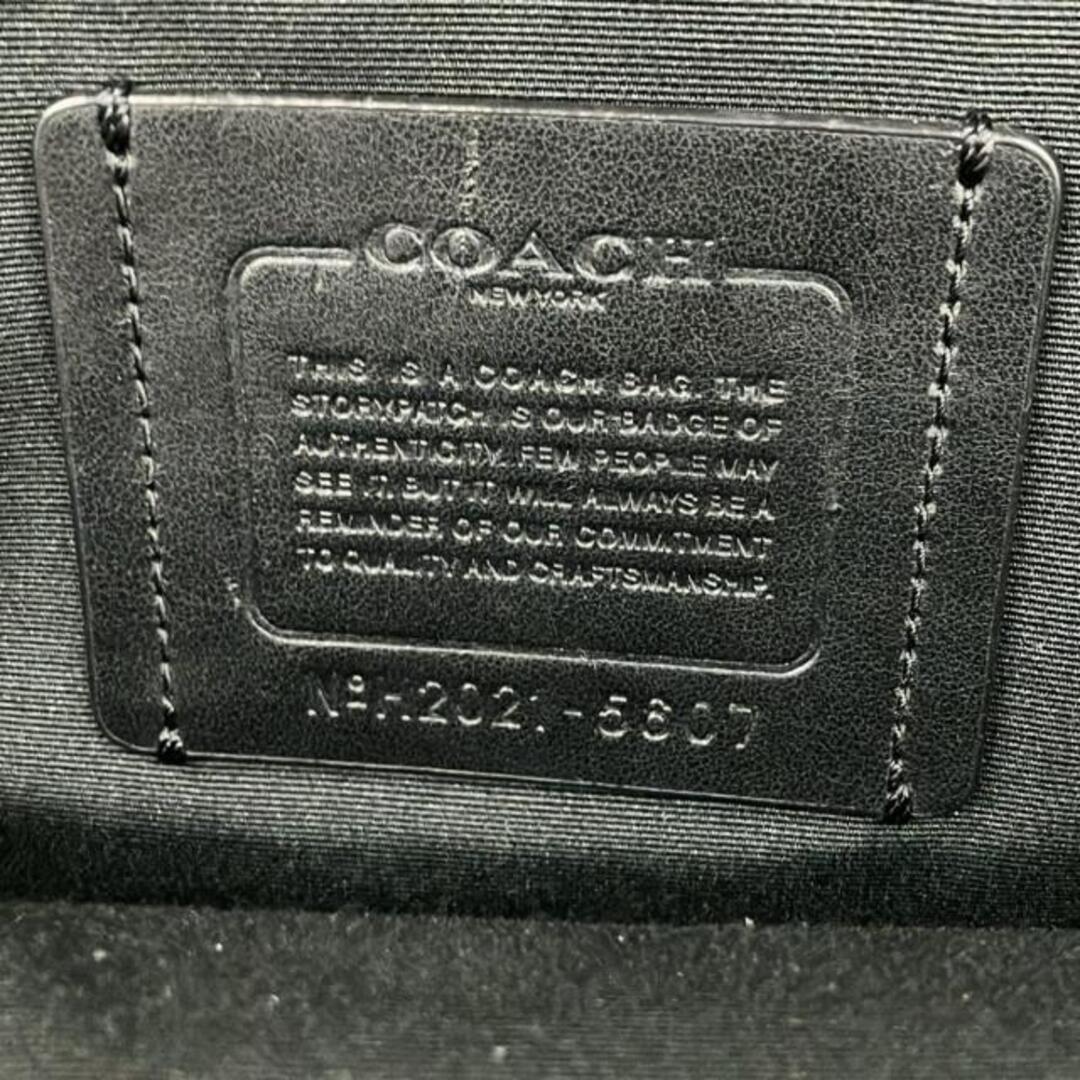 COACH
NEW YORK
THIS IS A COACH BAG. THE
STORYPATCH IS OUR BADGE OF
AUTHENTICITY. FEW PEOPLE MAY
SEE IT, BUT IT WILL ALWAYS BE A
REMINDER OF OUR COMMITMENT
TO QUALITY AND CRAFTSMANSHIP.
Nº H2021-5607